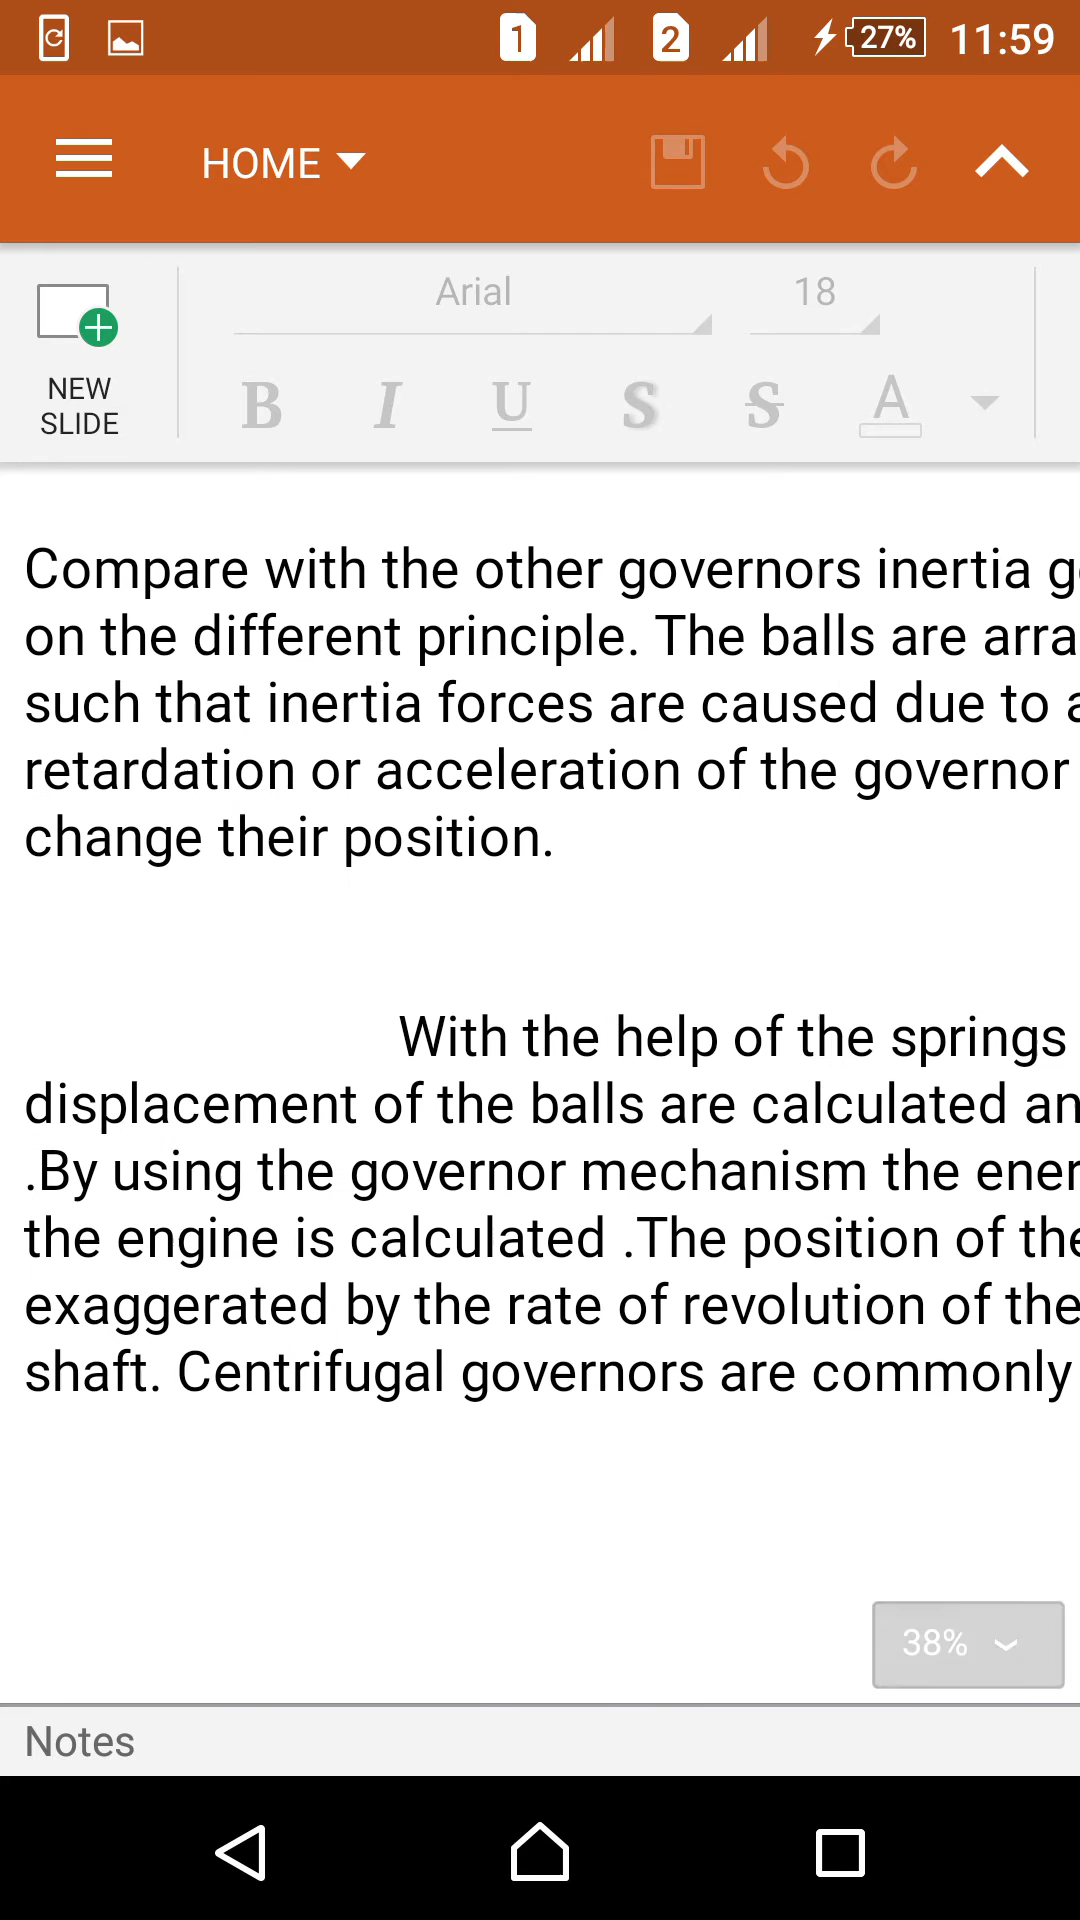 1 2 27% 11:59
HOME
Arial 18
NEW
SLIDE
B I U S S A
Compare with the other governors inertia
on the different principle. The balls are
such that inertia forces are caused due to
retardation or acceleration of the governor
change their position.
With the help of the springs
displacement of the balls are calculated
.By using the governor mechanism the
the engine is calculated .The position of
exaggerated by the rate of revolution of the
shaft. Centrifugal governors are commonly
38%
Notes